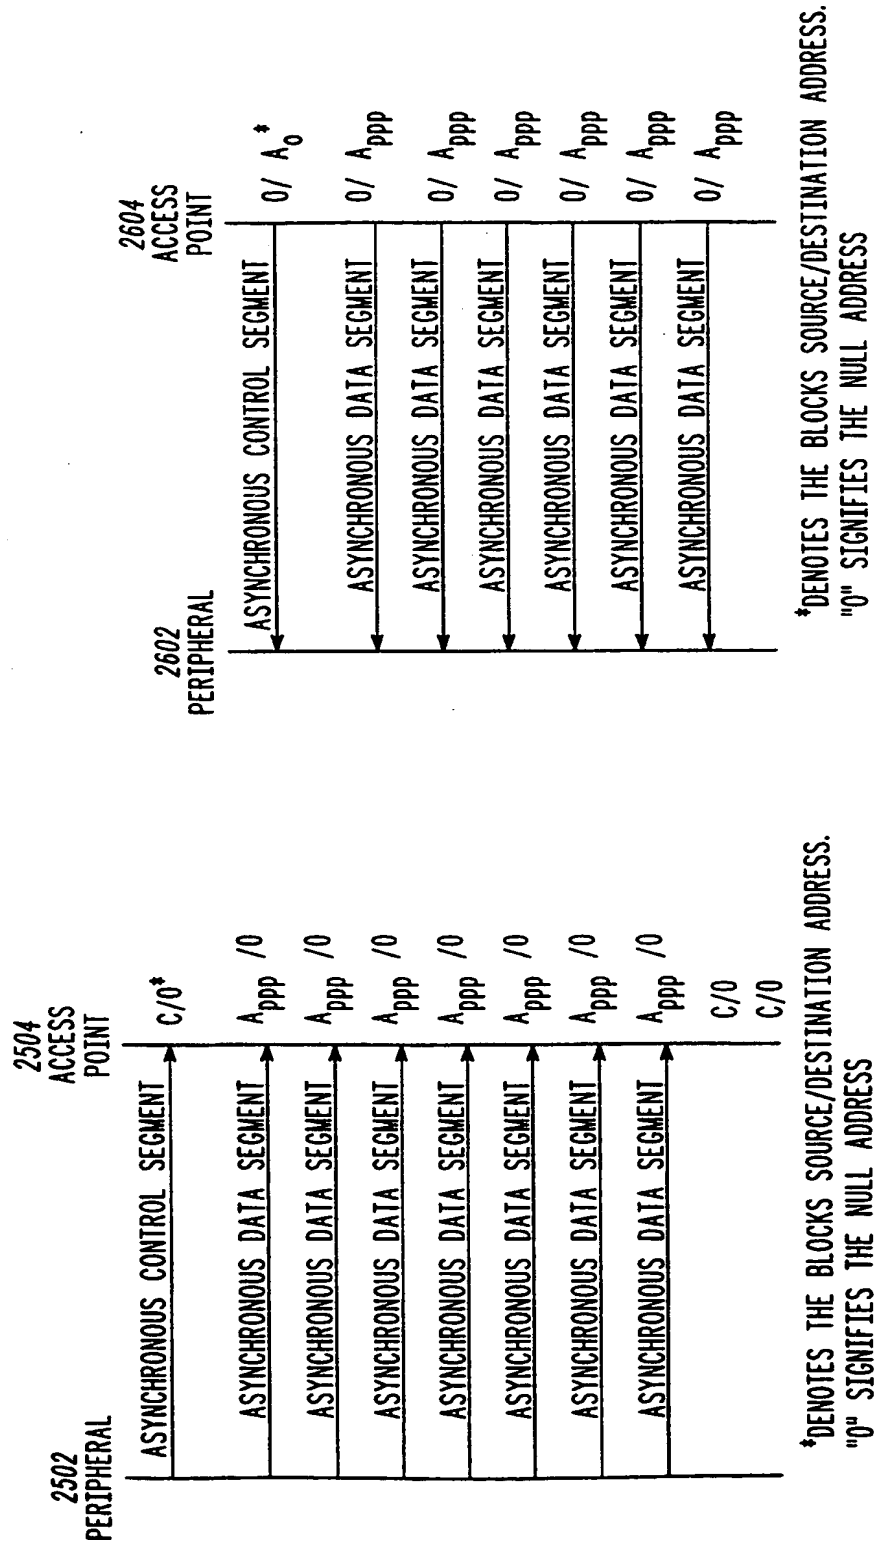 2502
PERIPHERAL
2504
ACCESS
POINT
ASYNCHRONOUS CONTROL SEGMENT C/0*
ASYNCHRONOUS DATA SEGMENT Appp /0
ASYNCHRONOUS DATA SEGMENT Appp /0
ASYNCHRONOUS DATA SEGMENT Appp /0
ASYNCHRONOUS DATA SEGMENT Appp /0
ASYNCHRONOUS DATA SEGMENT Appp /0
ASYNCHRONOUS DATA SEGMENT Appp /0
ASYNCHRONOUS DATA SEGMENT Appp /0
C/0
C/0
*DENOTES THE BLOCKS SOURCE/DESTINATION ADDRESS.
"0" SIGNIFIES THE NULL ADDRESS
2602
PERIPHERAL
2604
ACCESS
POINT
ASYNCHRONOUS CONTROL SEGMENT 0/ A0*
ASYNCHRONOUS DATA SEGMENT 0/ Appp
ASYNCHRONOUS DATA SEGMENT 0/ Appp
ASYNCHRONOUS DATA SEGMENT 0/ Appp
ASYNCHRONOUS DATA SEGMENT 0/ Appp
ASYNCHRONOUS DATA SEGMENT 0/ Appp
ASYNCHRONOUS DATA SEGMENT 0/ Appp
*DENOTES THE BLOCKS SOURCE/DESTINATION ADDRESS.
"0" SIGNIFIES THE NULL ADDRESS